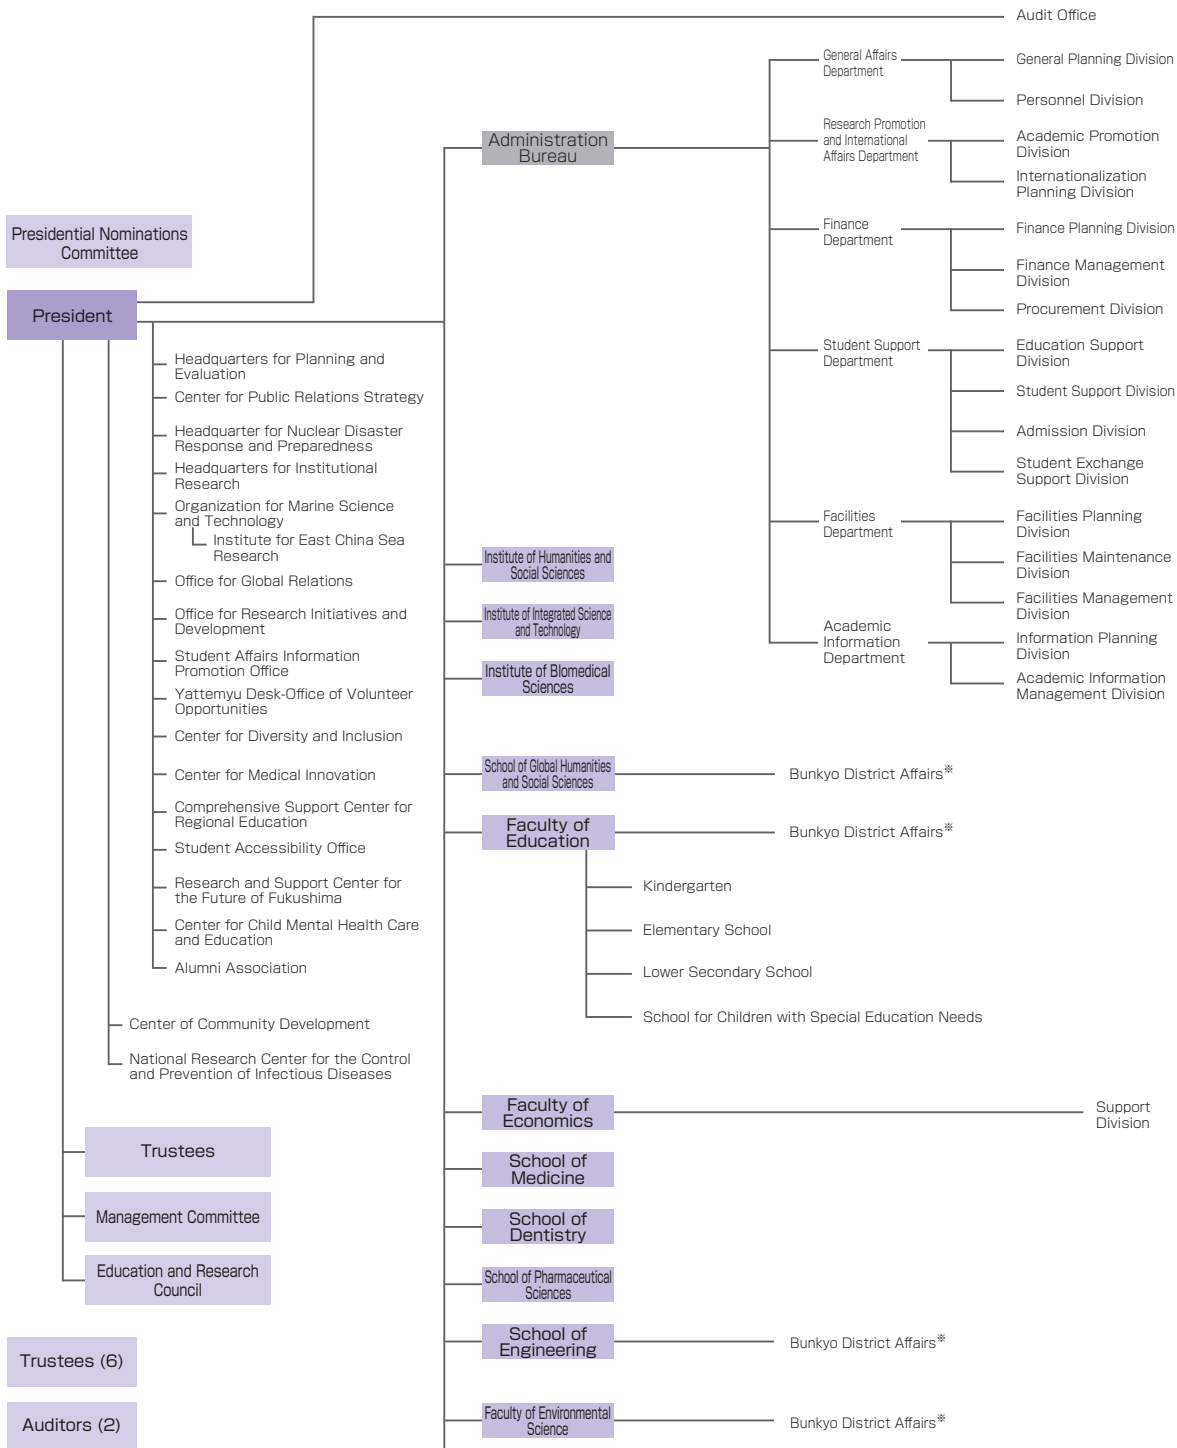 Audit Office
General Affairs
Department
General Planning Division
Personnel Division
Research Promotion
and International
Affairs Department
Academic Promotion
Division
Internationalization
Planning Division
Administration
Bureau
Presidential Nominations
Committee
Finance
Department
Finance Planning Division
Finance Management
Division
Procurement Division
President
Student Support
Department
Education Support
Division
Student Support Division
Admission Division
Student Exchange
Support Division
Headquarters for Planning and
Evaluation
Center for Public Relations Strategy
Headquarter for Nuclear Disaster
Response and Preparedness
Headquarters for Institutional
Research
Organization for Marine Science
and Technology
Institute for East China Sea
Research
Office for Global Relations
Office for Research Initiatives and
Development
Student Affairs Information
Promotion Office
Yattemyu Desk-Office of Volunteer
Opportunities
Center for Diversity and Inclusion
Center for Medical Innovation
Comprehensive Support Center for
Regional Education
Student Accessibility Office
Research and Support Center for
the Future of Fukushima
Center for Child Mental Health Care
and Education
Alumni Association
Center of Community Development
National Research Center for the Control
and Prevention of Infectious Diseases
Facilities
Department
Facilities Planning
Division
Facilities Maintenance
Division
Facilities Management
Division
Academic
Information
Department
Information Planning
Division
Academic Information
Management Division
Institute of Humanities and
Social Sciences
Institute of Integrated Science
and Technology
Institute of Blomedical
Sciences
School of Global Humanities
and Social Sciences
Bunkyo District Affairs※
Faculty of
Education
Bunkyo District Affairs※
Kindergarten
Elementary School
Lower Secondary School
School for Children with Special Education Needs
Faculty of
Economics
Support
Division
Trustees
School of
Medicine
Management Committee
School of
Dentistry
Education and Research
Council
School of Pharmaceutical
Sciences
Trustees (6)
School of
Engineering
Bunkyo District Affairs※
Auditors (2)
Faculty of Environmental
Science
Bunkyo District Affairs※